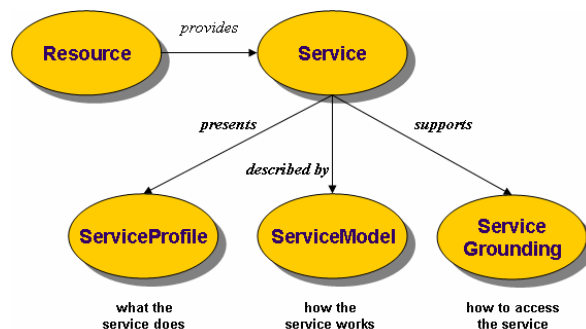 provides
Resource
Service
presents
supports
described by
ServiceProfile
ServiceModel
Service
Grounding
what the
service does
how the
service works
how to access
the service